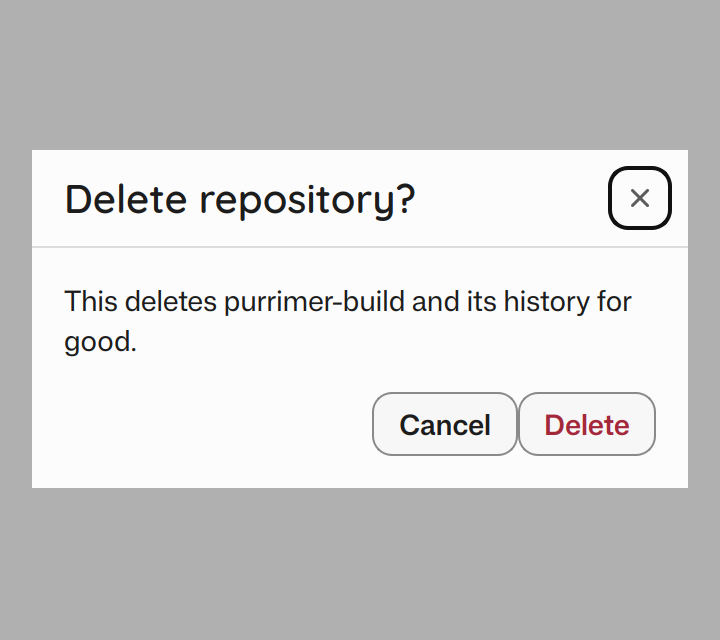 Delete repository?
This deletes purrimer-build and its history for
good.
Cancel Delete